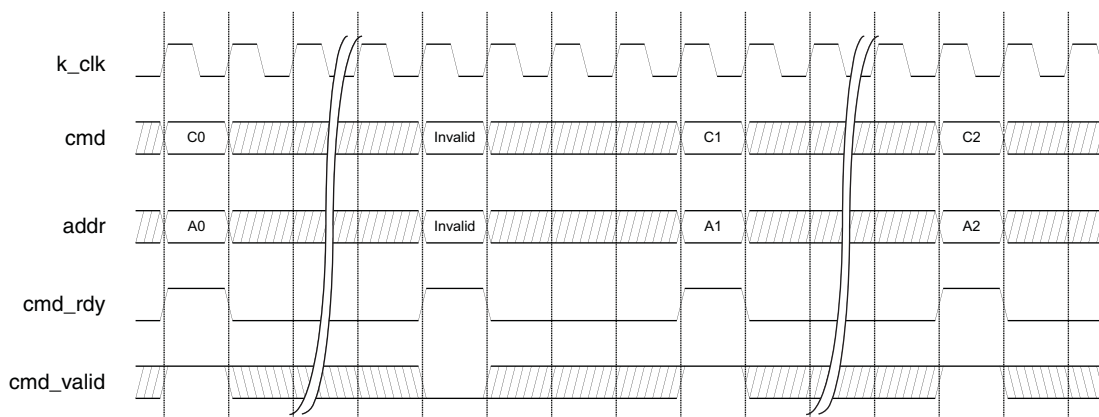 k_clk
cmd C0 Invalid C1 C2
addr A0 Invalid A1 A2
cmd_rdy
cmd_valid